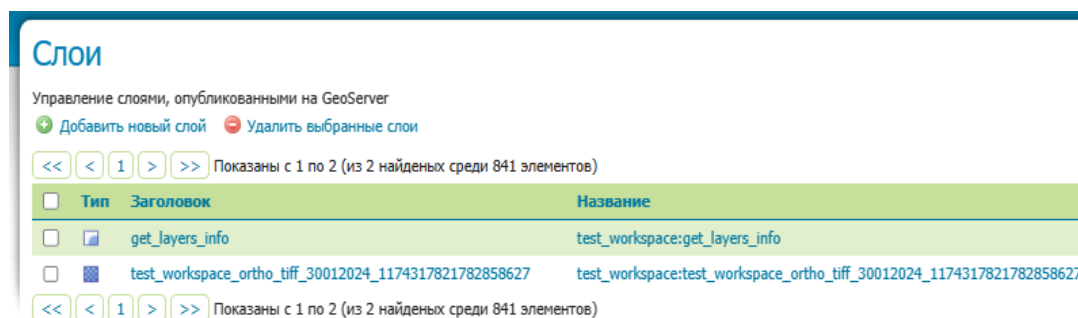 Слои
Управление слоями, опубликованными на GeoServer
Добавить новый слой Удалить выбранные слои
<< < 1 > >> Показаны с 1 по 2 (из 2 найденых среди 841 элементов)
Тип Заголовок Название
get_layers_info test_workspace:get_layers_info
test_workspace_ortho_tiff_30012024_1174317821782858627 test_workspace:test_workspace_ortho_tiff_30012024_1174317821782858627
<< < 1 > >> Показаны с 1 по 2 (из 2 найденых среди 841 элементов)